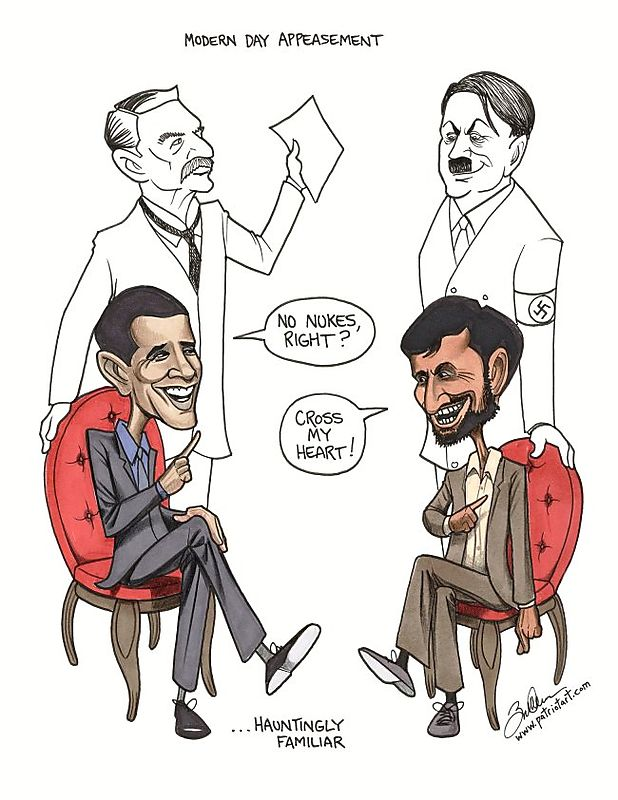 MODERN DAY APPEASEMENT
NO NUKES,
RIGHT?
CROSS
MY
HEART!
...HAUNTINGLY
FAMILIAR
www.patriotart.com